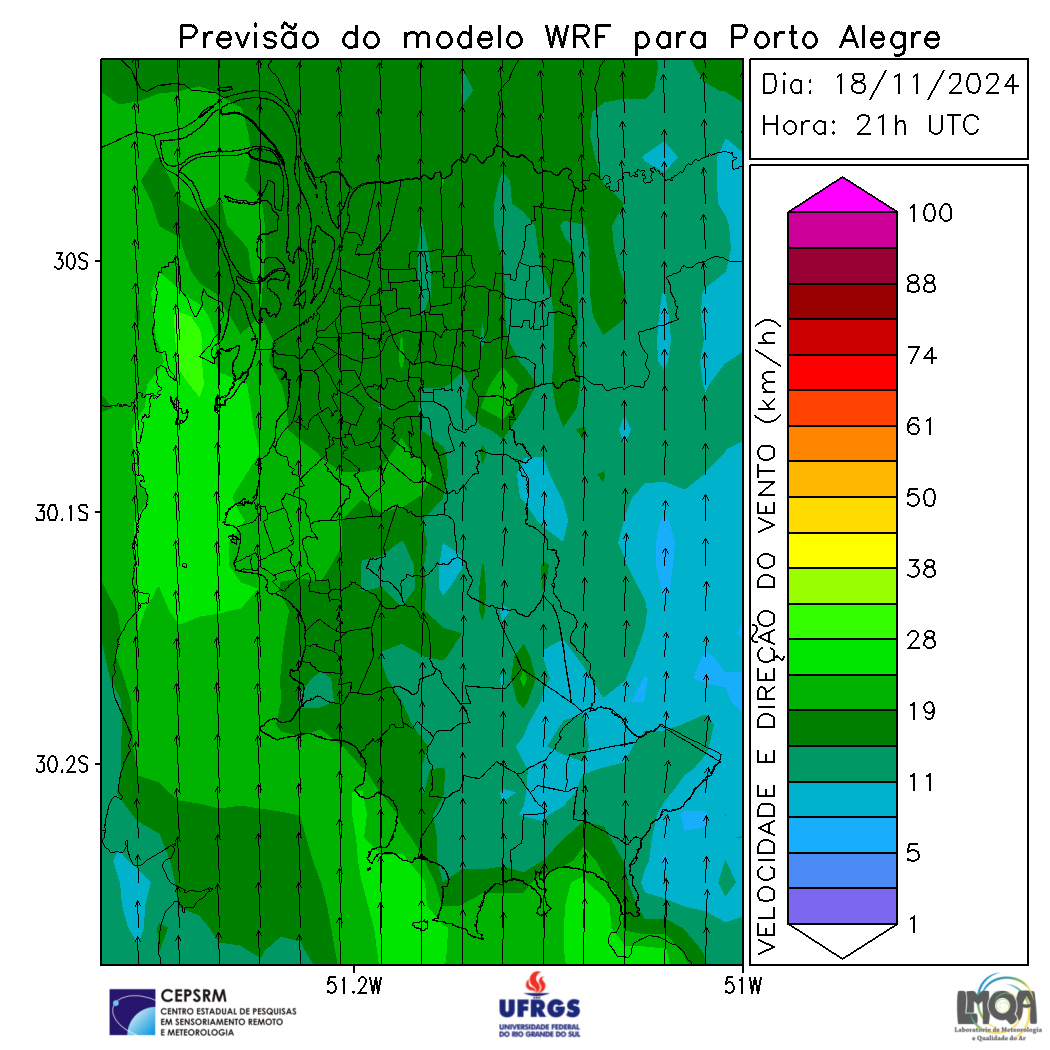 Previsão do modelo WRF para Porto Alegre
Dia: 18/11/2024
Hora: 21h UTC
30S
30.1S
30.2S
51.2W
51W
VELOCIDADE E DIREÇÃO DO VENTO (km/h)
100
88
74
61
50
38
28
19
11
5
1
CEPSRM
CENTRO ESTADUAL DE PESQUISAS
EM SENSORIAMENTO REMOTO
E METEOROLOGIA
UFRGS
UNIVERSIDADE FEDERAL
DO RIO GRANDE DO SUL
LMQA
Laboratório de Meteorologia
e Qualidade do Ar